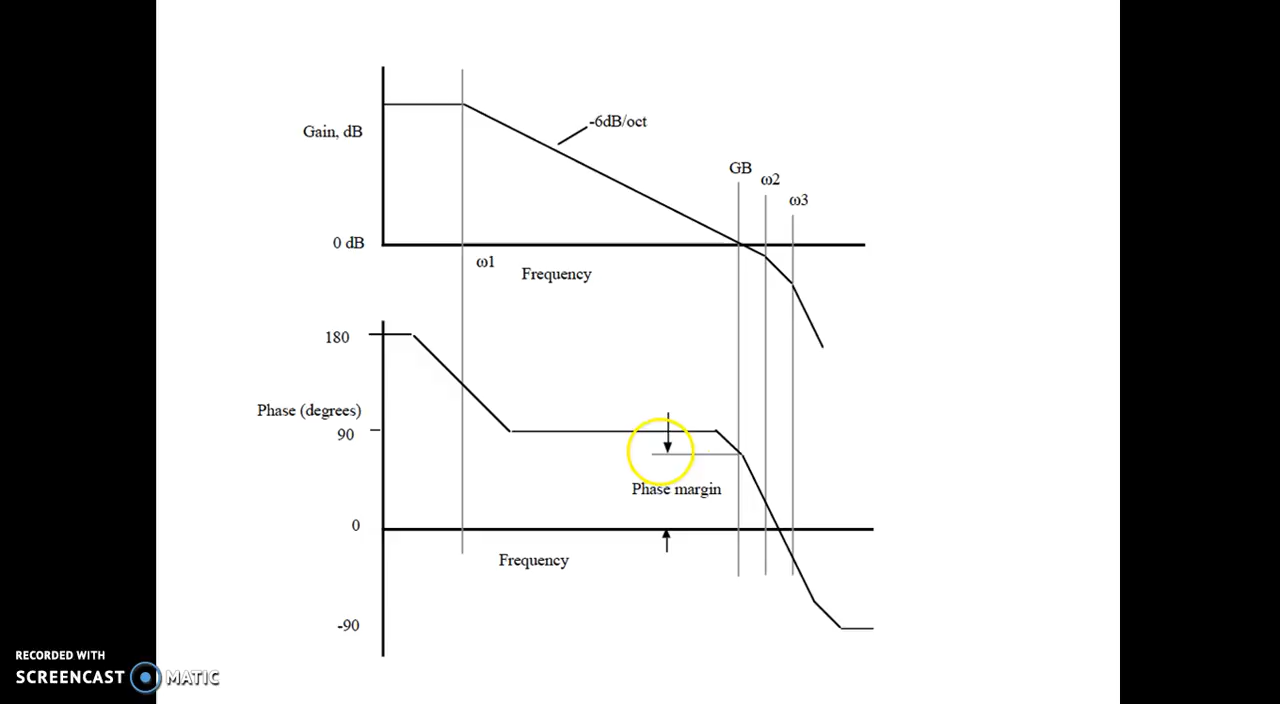 -6dB/oct
Gain, dB
GB
ω2
ω3
0 dB
ω1
Frequency
180
Phase (degrees)
90
Phase margin
0
Frequency
-90
RECORDED WITH
SCREENCAST MATIC